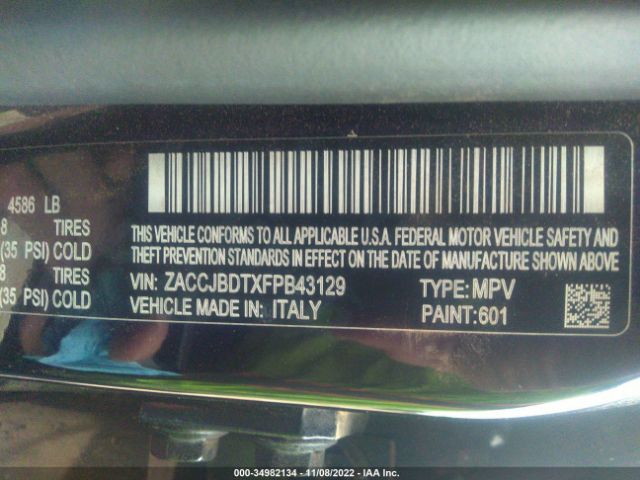 4586 LB
8 TIRES
(35 PSI) COLD
8 TIRES
(35 PSI) COLD
THIS VEHICLE CONFORMS TO ALL APPLICABLE U.S.A. FEDERAL MOTOR VEHICLE SAFETY AND
THEFT PREVENTION STANDARDS IN EFFECT ON THE DATE OF MANUFACTURE SHOWN ABOVE
VIN: ZACCJBDTXFPB43129 TYPE: MPV
VEHICLE MADE IN: ITALY PAINT: 601
000-34982134 - 11/08/2022 - IAA Inc.